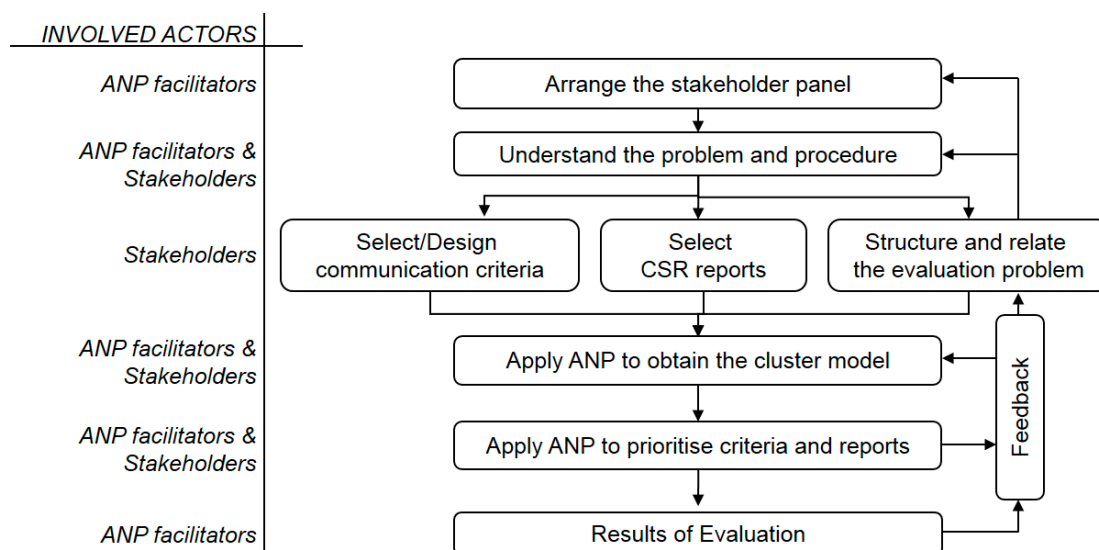 INVOLVED ACTORS
ANP facilitators
Arrange the stakeholder panel
ANP facilitators &
Stakeholders
Understand the problem and procedure
Stakeholders
Select/Design
communication criteria
Select
CSR reports
Structure and relate
the evaluation problem
ANP facilitators &
Stakeholders
Apply ANP to obtain the cluster model
ANP facilitators &
Stakeholders
Apply ANP to prioritise criteria and reports
Feedback
ANP facilitators
Results of Evaluation